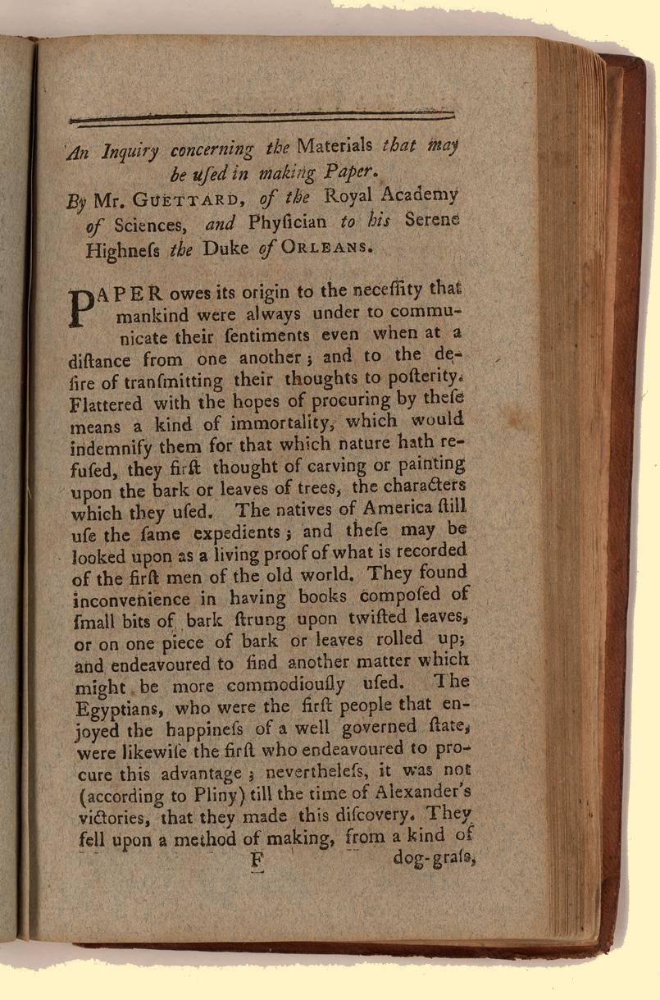 An Inquiry concerning the Materials that may
be uſed in making Paper.
By Mr. GUETTARD, of the Royal Academy
of Sciences, and Phyſician to his Serene
Highneſs the Duke of ORLEANS.
PAPER owes its origin to the neceſſity that
mankind were always under to commu-
nicate their ſentiments even when at a
diſtance from one another; and to the de-
ſire of tranſmitting their thoughts to poſterity.
Flattered with the hopes of procuring by theſe
means a kind of immortality, which would
indemnify them for that which nature hath re-
fuſed, they firſt thought of carving or painting
upon the bark or leaves of trees, the characters
which they uſed. The natives of America ſtill
uſe the ſame expedients; and theſe may be
looked upon as a living proof of what is recorded
of the firſt men of the old world. They found
inconvenience in having books compoſed of
ſmall bits of bark ſtrung upon twiſted leaves,
or on one piece of bark or leaves rolled up;
and endeavoured to find another matter which
might be more commodiouſly uſed. The
Egyptians, who were the firſt people that en-
joyed the happineſs of a well governed ſtate,
were likewiſe the firſt who endeavoured to pro-
cure this advantage; nevertheleſs, it was not
(according to Pliny) till the time of Alexander's
victories, that they made this diſcovery. They
fell upon a method of making, from a kind of
F dog-graſs,